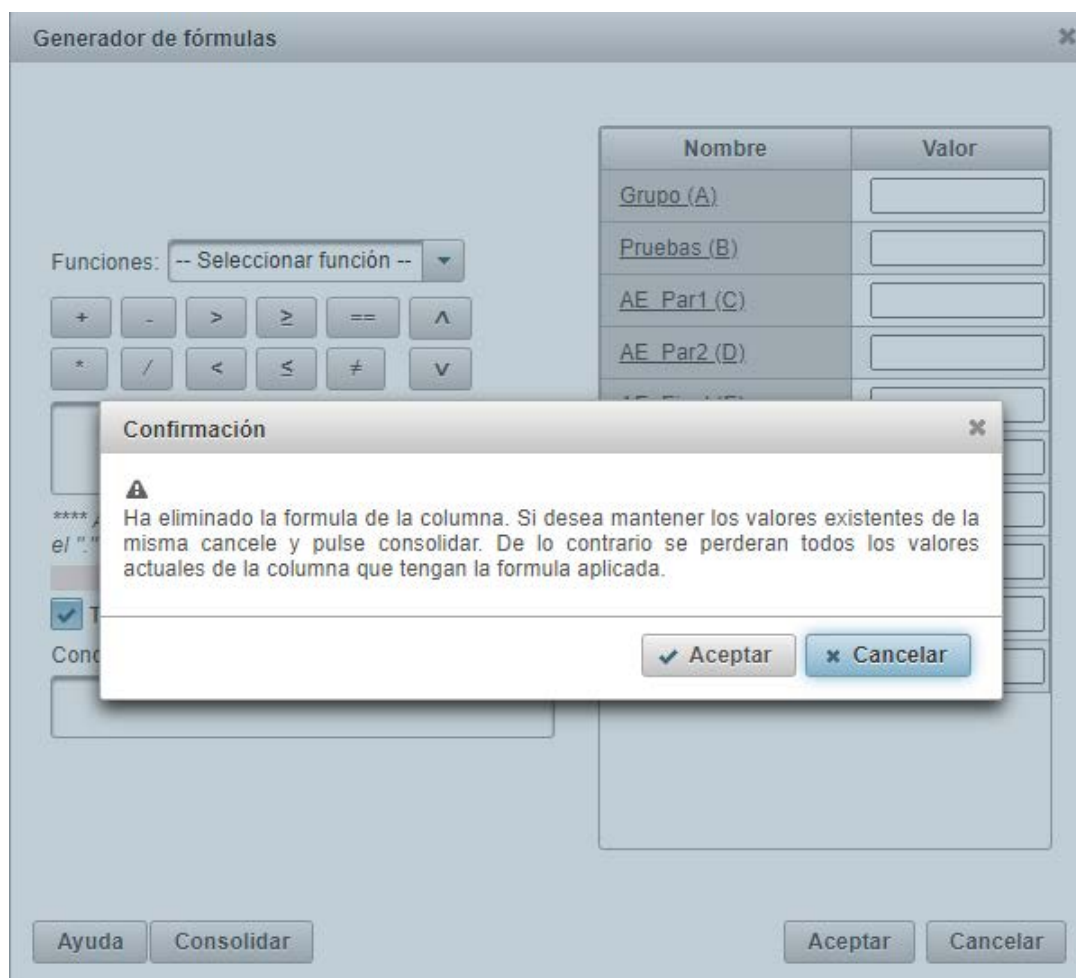 Generador de fórmulas
Nombre Valor
Grupo (A)
Pruebas (B)
Funciones: -- Seleccionar función --
AE_Par1 (C)
+ - > ≥ == ∧
AE_Par2 (D)
* / < ≤ ≠ ∨
Confirmación
Ha eliminado la formula de la columna. Si desea mantener los valores existentes de la
misma cancele y pulse consolidar. De lo contrario se perderan todos los valores
actuales de la columna que tengan la formula aplicada.
****
el "."
Aceptar Cancelar
Ayuda Consolidar Aceptar Cancelar